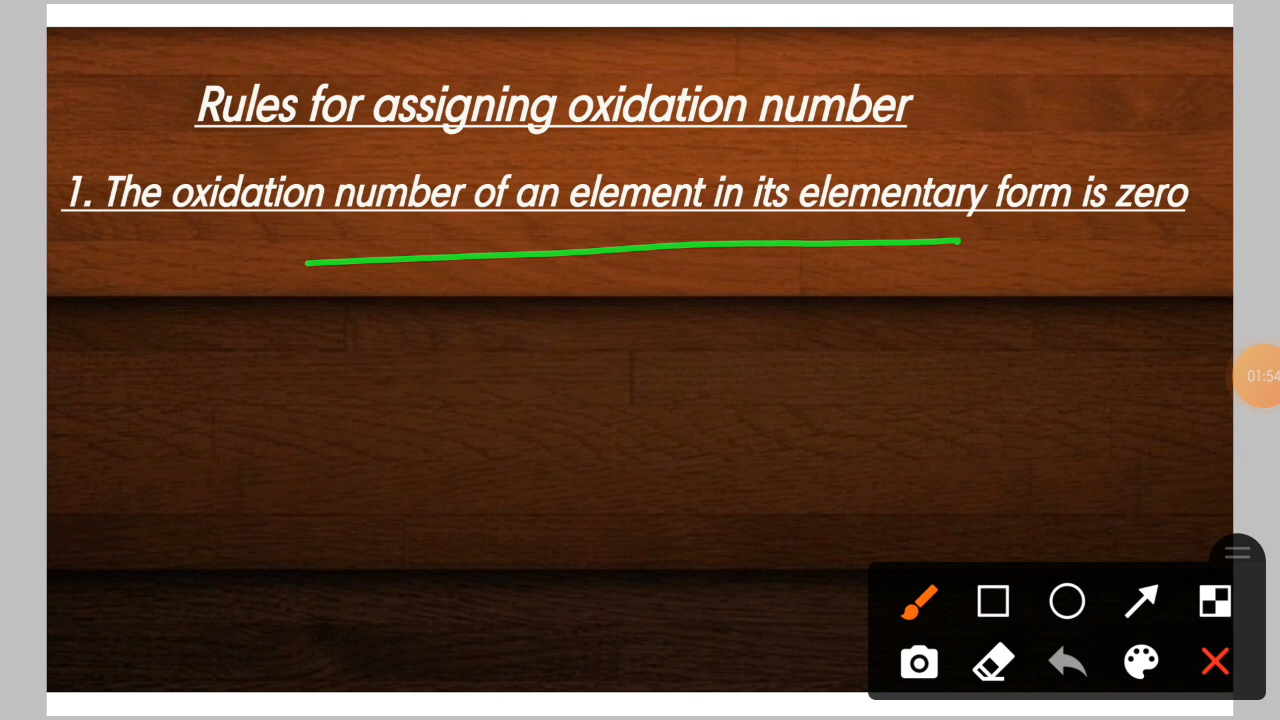 Rules for assigning oxidation number
1. The oxidation number of an element in its elementary form is zero
01:54